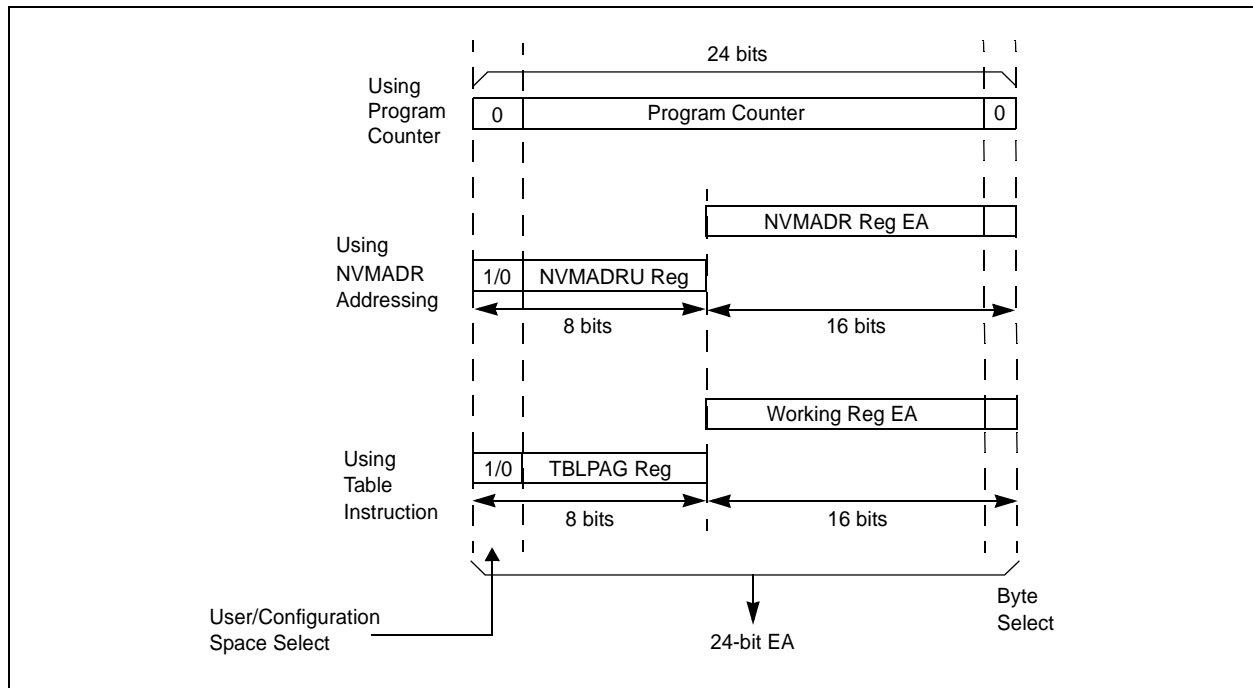 24 bits
Using
Program
Counter
0
Program Counter
0
NVMADR Reg EA
Using
NVMADR
Addressing
1/0
NVMADRU Reg
8 bits
16 bits
Working Reg EA
Using
Table
Instruction
1/0
TBLPAG Reg
8 bits
16 bits
User/Configuration
Space Select
24-bit EA
Byte
Select